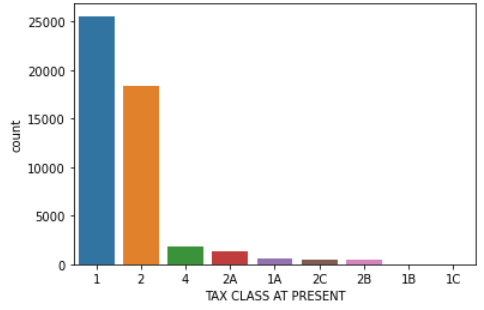 25000
20000
15000
10000
5000
0
count
1 2 4 2A 1A 2C 2B 1B 1C
TAX CLASS AT PRESENT